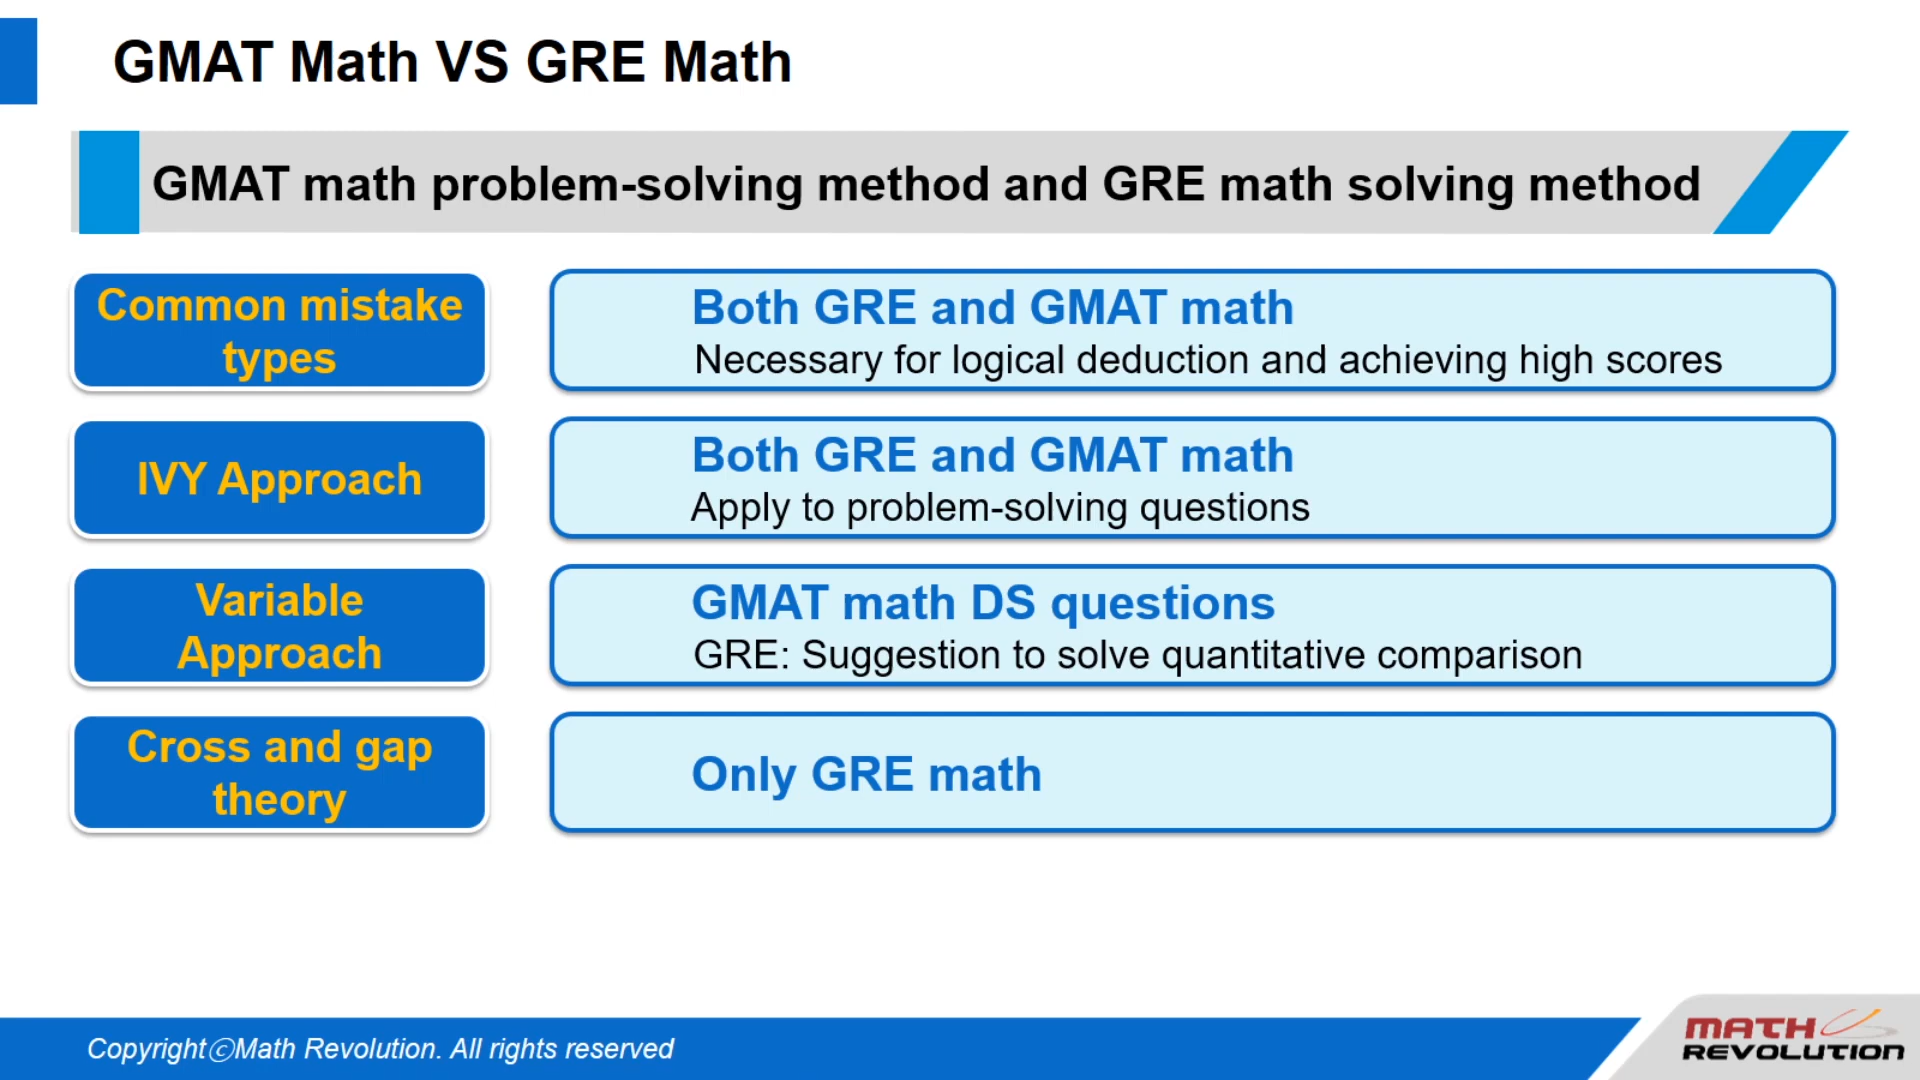 GMAT Math VS GRE Math
GMAT math problem-solving method and GRE math solving method
Common mistake
types
Both GRE and GMAT math
Necessary for logical deduction and achieving high scores
IVY Approach
Both GRE and GMAT math
Apply to problem-solving questions
Variable
Approach
GMAT math DS questions
GRE: Suggestion to solve quantitative comparison
Cross and gap
theory
Only GRE math
CopyrightⓒMath Revolution. All rights reserved
MATH
REVOLUTION